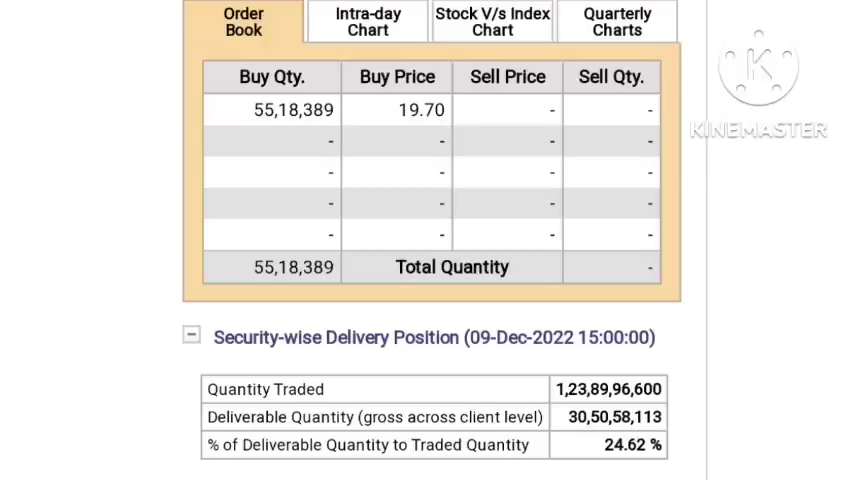 Order Book
Intra-day Chart
Stock V/s Index Chart
Quarterly Charts
Buy Qty. Buy Price Sell Price Sell Qty.
55,18,389 19.70 - -
- - - -
- - - -
- - - -
- - - -
55,18,389 Total Quantity -
K
KINEMASTER
− Security-wise Delivery Position (09-Dec-2022 15:00:00)
Quantity Traded 1,23,89,96,600
Deliverable Quantity (gross across client level) 30,50,58,113
% of Deliverable Quantity to Traded Quantity 24.62 %